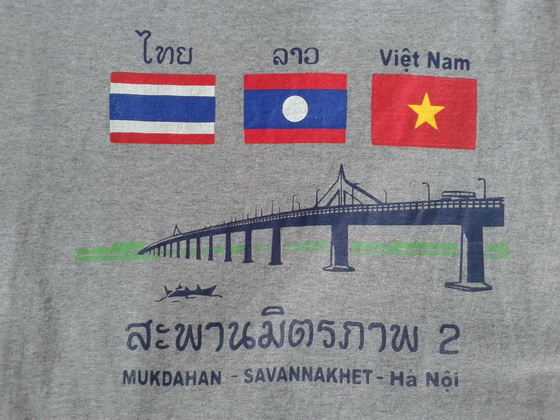 ไทย ลาว Việt Nam
สะพานมิตรภาพ 2
MUKDAHAN - SAVANNAKHET - Hà Nội